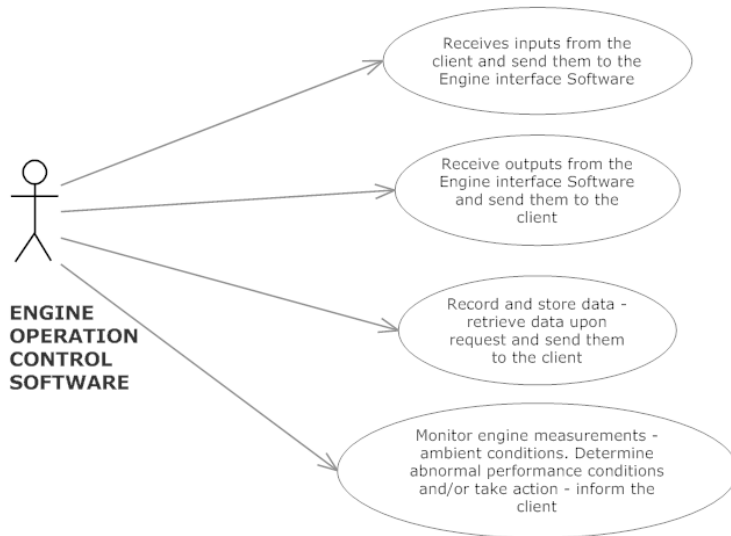 Receives inputs from the
client and send them to the
Engine interface Software
Receive outputs from the
Engine interface Software
and send them to the
client
ENGINE
OPERATION
CONTROL
SOFTWARE
Record and store data -
retrieve data upon
request and send them
to the client
Monitor engine measurements -
ambient conditions. Determine
abnormal performance conditions
and/or take action - inform the
client